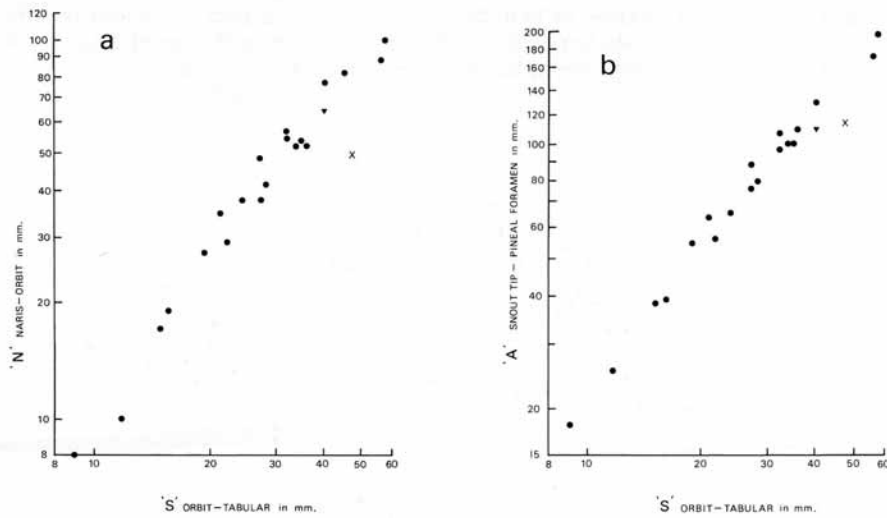 a
120
100
90
80
70
60
50
40
30
20
10
8
8 10 20 30 40 50 60
'N' NARIS–ORBIT in mm.
'S' ORBIT–TABULAR in mm.
b
200
180
160
140
120
100
80
60
40
20
15
8 10 20 30 40 50 60
'A' SNOUT TIP – PINEAL FORAMEN in mm.
'S' ORBIT–TABULAR in mm.